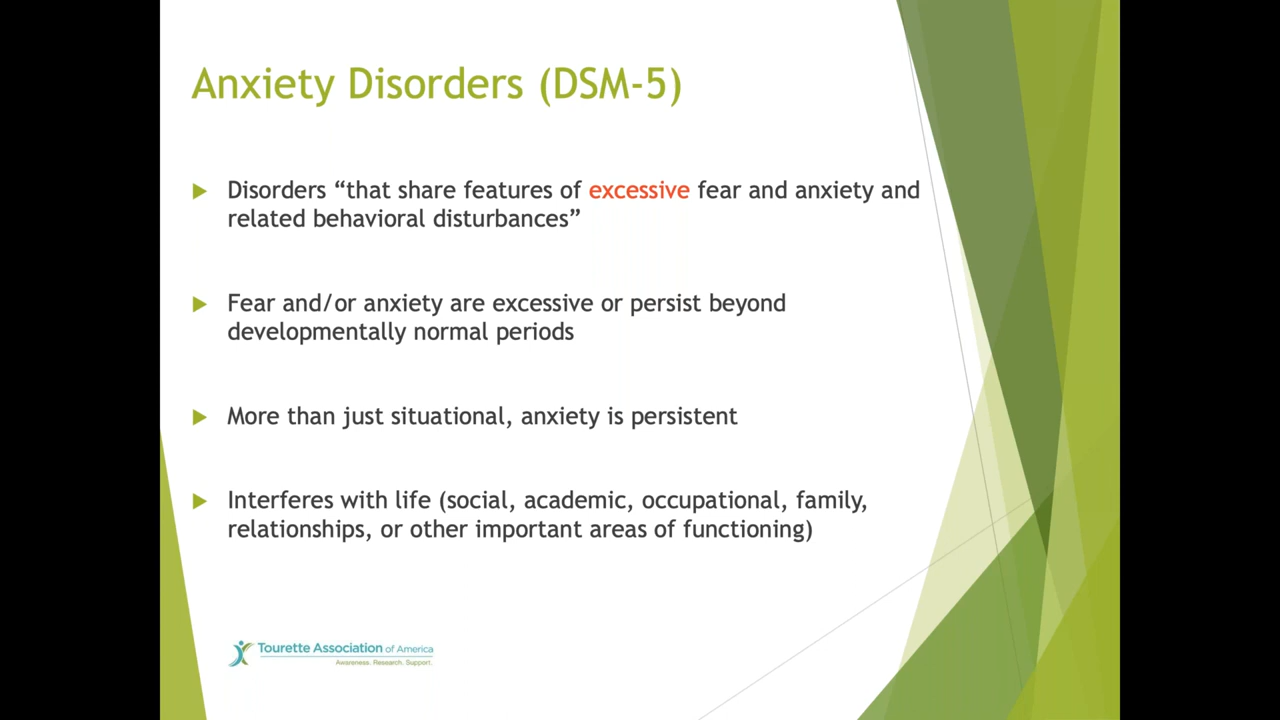 Anxiety Disorders (DSM-5)
Disorders “that share features of excessive fear and anxiety and
related behavioral disturbances”
Fear and/or anxiety are excessive or persist beyond
developmentally normal periods
More than just situational, anxiety is persistent
Interferes with life (social, academic, occupational, family,
relationships, or other important areas of functioning)
Tourette Association of America
Awareness. Research. Support.